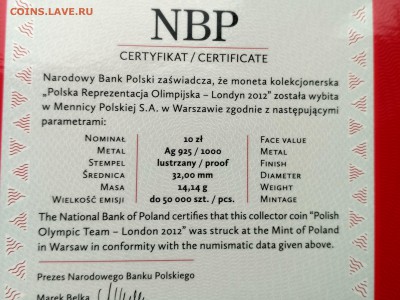 COINS.LAVE.RU
NBP
CERTYFIKAT / CERTIFICATE
Narodowy Bank Polski zaświadcza, że moneta kolekcjonerska
„Polska Reprezentacja Olimpijska – Londyn 2012” została wybita
w Mennicy Polskiej S.A. w Warszawie zgodnie z następującymi
parametrami:
NOMINAŁ 10 zł FACE VALUE
METAL Ag 925 / 1000 METAL
STEMPEL lustrzany / proof FINISH
ŚREDNICA 32,00 mm DIAMETER
MASA 14,14 g WEIGHT
WIELKOŚĆ EMISJI do 50 000 szt. / pcs. MINTAGE
The National Bank of Poland certifies that this collector coin “Polish
Olympic Team – London 2012” was struck at the Mint of Poland
in Warsaw in conformity with the numismatic data given above.
Prezes Narodowego Banku Polskiego
Marek Belka